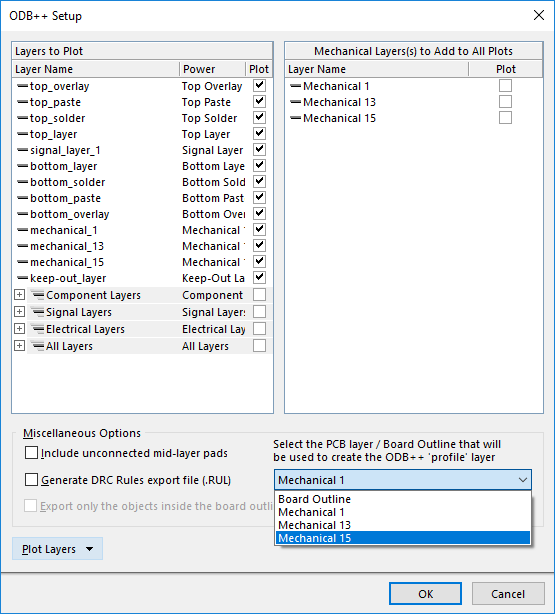 ODB++ Setup
Layers to Plot
Layer Name Power Plot
top_overlay Top Overlay
top_paste Top Paste
top_solder Top Solder
top_layer Top Layer
signal_layer_1 Signal Layer
bottom_layer Bottom Laye
bottom_solder Bottom Sold
bottom_paste Bottom Past
bottom_overlay Bottom Over
mechanical_1 Mechanical 1
mechanical_13 Mechanical 1
mechanical_15 Mechanical 1
keep-out_layer Keep-Out La
Component Layers Component
Signal Layers Signal Layers
Electrical Layers Electrical Lay
All Layers All Layers
Mechanical Layers(s) to Add to All Plots
Layer Name Plot
Mechanical 1
Mechanical 13
Mechanical 15
Miscellaneous Options
Include unconnected mid-layer pads
Generate DRC Rules export file (.RUL)
Export only the objects inside the board outli
Select the PCB layer / Board Outline that will
be used to create the ODB++ 'profile' layer
Mechanical 1
Board Outline
Mechanical 1
Mechanical 13
Mechanical 15
Plot Layers
OK Cancel